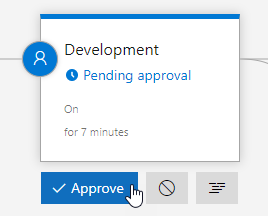 Development
Pending approval
On
for 7 minutes
Approve